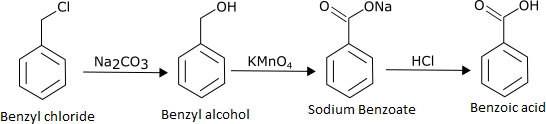 Cl
OH
O
ONa
O
OH
Na2CO3
KMnO4
HCl
Benzyl chloride
Benzyl alcohol
Sodium Benzoate
Benzoic acid